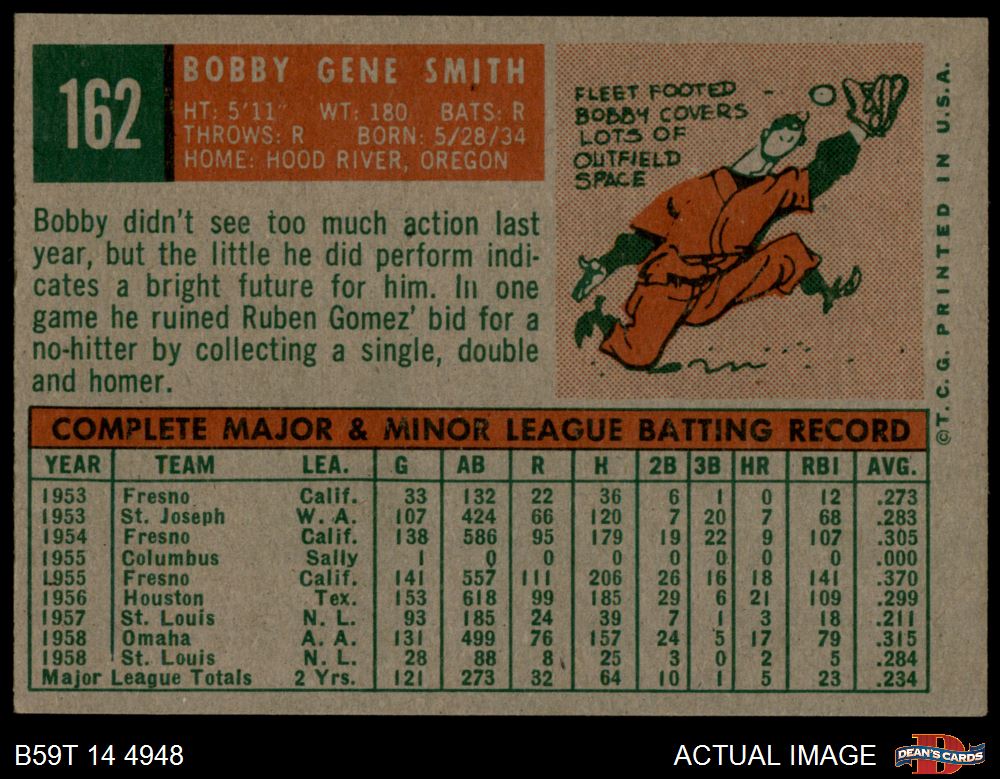 162
BOBBY GENE SMITH
HT: 5'11" WT: 180 BATS: R
THROWS: R BORN: 5/28/34
HOME: HOOD RIVER, OREGON
FLEET FOOTED
BOBBY COVERS
LOTS OF
OUTFIELD
SPACE
Bobby didn't see too much action last
year, but the little he did perform indi-
cates a bright future for him. In one
game he ruined Ruben Gomez' bid for a
no-hitter by collecting a single, double
and homer.
©T. C. G. PRINTED IN U.S.A.
COMPLETE MAJOR & MINOR LEAGUE BATTING RECORD
YEAR TEAM LEA. G AB R H 2B 3B HR RBI AVG.
1953 Fresno Calif. 33 132 22 36 6 1 0 12 .273
1953 St. Joseph W. A. 107 424 66 120 7 20 7 68 .283
1954 Fresno Calif. 138 586 95 179 19 22 9 107 .305
1955 Columbus Sally 1 0 0 0 0 0 0 0 .000
1955 Fresno Calif. 141 557 111 206 26 16 18 141 .370
1956 Houston Tex. 153 618 99 185 29 6 21 109 .299
1957 St. Louis N. L. 93 185 24 39 7 1 3 18 .211
1958 Omaha A. A. 131 499 76 157 24 5 17 79 .315
1958 St. Louis N. L. 28 88 8 25 3 0 2 5 .284
Major League Totals 2 Yrs. 121 273 32 64 10 1 5 23 .234
B59T 14 4948
ACTUAL IMAGE
D
DEAN'S CARDS